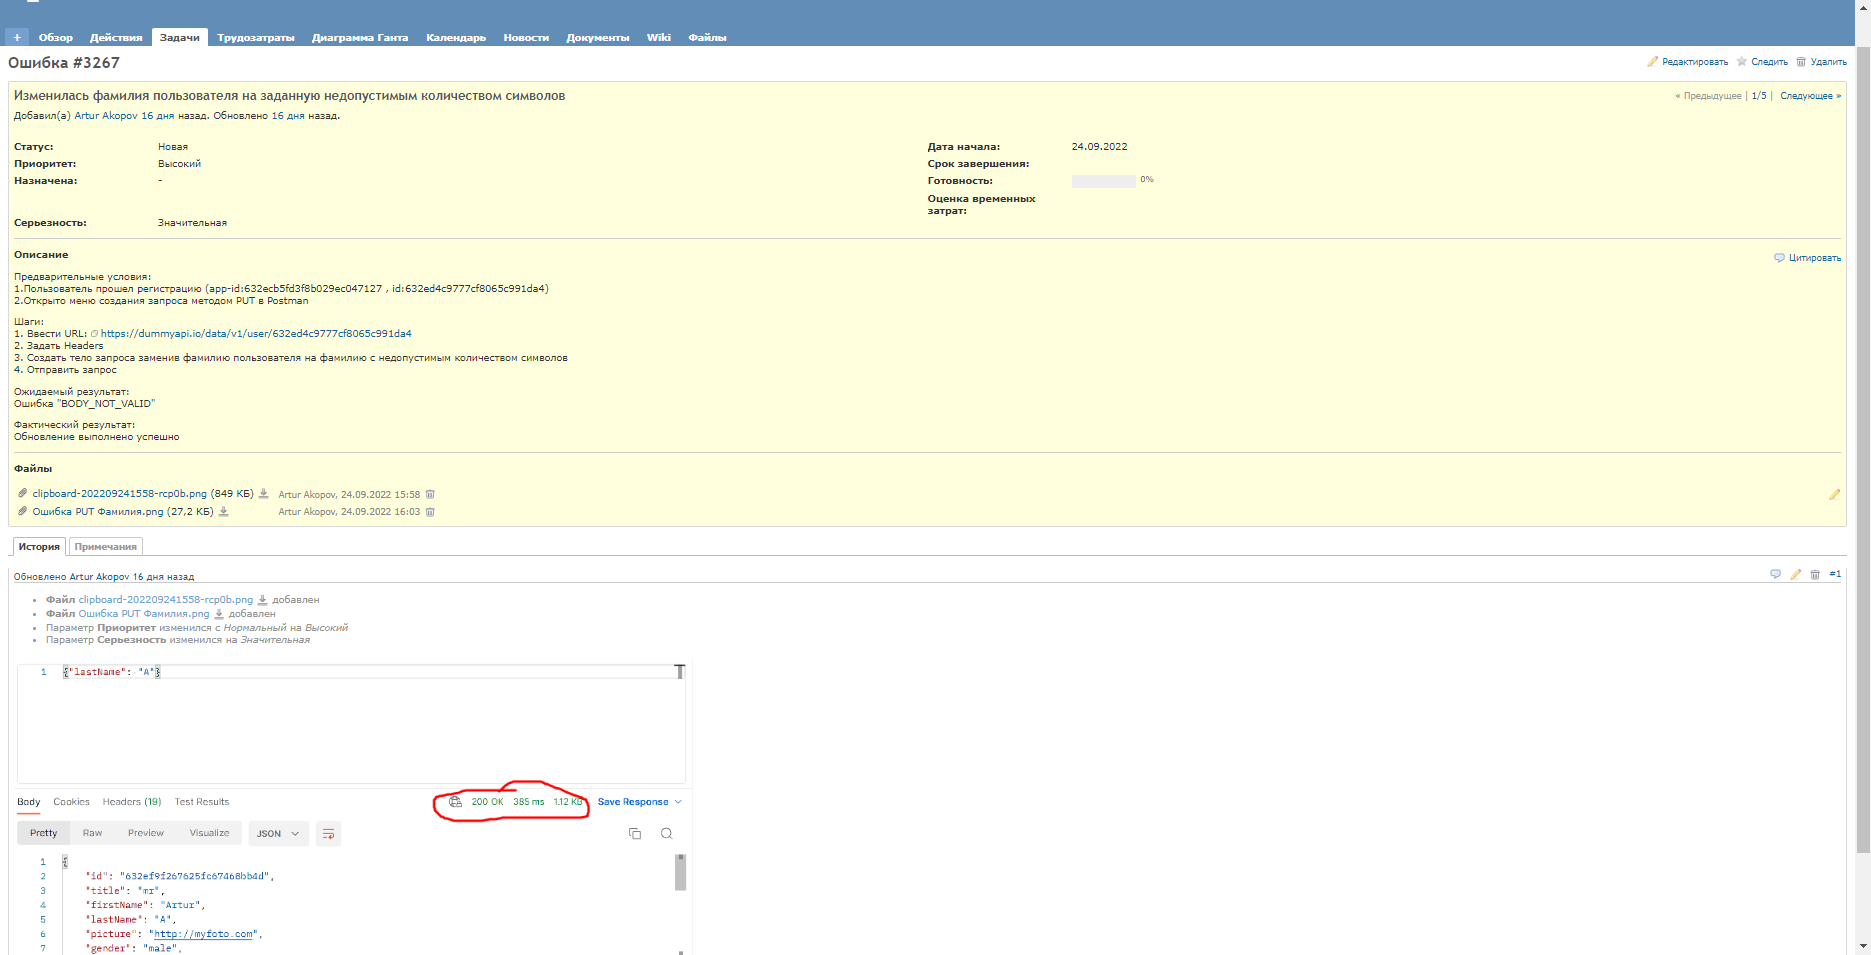 + Обзор Действия Задачи Трудозатраты Диаграмма Ганта Календарь Новости Документы Wiki Файлы
Ошибка #3267
Редактировать Следить Удалить
Изменилась фамилия пользователя на заданную недопустимым количеством символов
« Предыдущее | 1/5 | Следующее »
Добавил(а) Artur Akopov 16 дня назад. Обновлено 16 дня назад.
Статус: Новая
Дата начала: 24.09.2022
Приоритет: Высокий
Срок завершения:
Назначена: -
Готовность: 0%
Оценка временных
затрат:
Серьезность: Значительная
Описание
Цитировать
Предварительные условия:
1.Пользователь прошел регистрацию (app-id:632ecb5fd3f8b029ec047127 , id:632ed4c9777cf8065c991da4)
2.Открыто меню создания запроса методом PUT в Postman
Шаги:
1. Ввести URL: https://dummyapi.io/data/v1/user/632ed4c9777cf8065c991da4
2. Задать Headers
3. Создать тело запроса заменив фамилию пользователя на фамилию с недопустимым количеством символов
4. Отправить запрос
Ожидаемый результат:
Ошибка "BODY_NOT_VALID"
Фактический результат:
Обновление выполнено успешно
Файлы
clipboard-202209241558-rcp0b.png (849 КБ) Artur Akopov, 24.09.2022 15:58
Ошибка PUT Фамилия.png (27,2 КБ) Artur Akopov, 24.09.2022 16:03
История Примечания
Обновлено Artur Akopov 16 дня назад
#1
Файл clipboard-202209241558-rcp0b.png добавлен
Файл Ошибка PUT Фамилия.png добавлен
Параметр Приоритет изменился с Нормальный на Высокий
Параметр Серьезность изменился на Значительная
1 {"lastName": "A"}
Body Cookies Headers (19) Test Results 200 OK 385 ms 1.12 KB Save Response
Pretty Raw Preview Visualize JSON
1 {
2 "id": "632ef9f267625fc67468bb4d",
3 "title": "mr",
4 "firstName": "Artur",
5 "lastName": "A",
6 "picture": "http://myfoto.com",
7 "gender": "male",